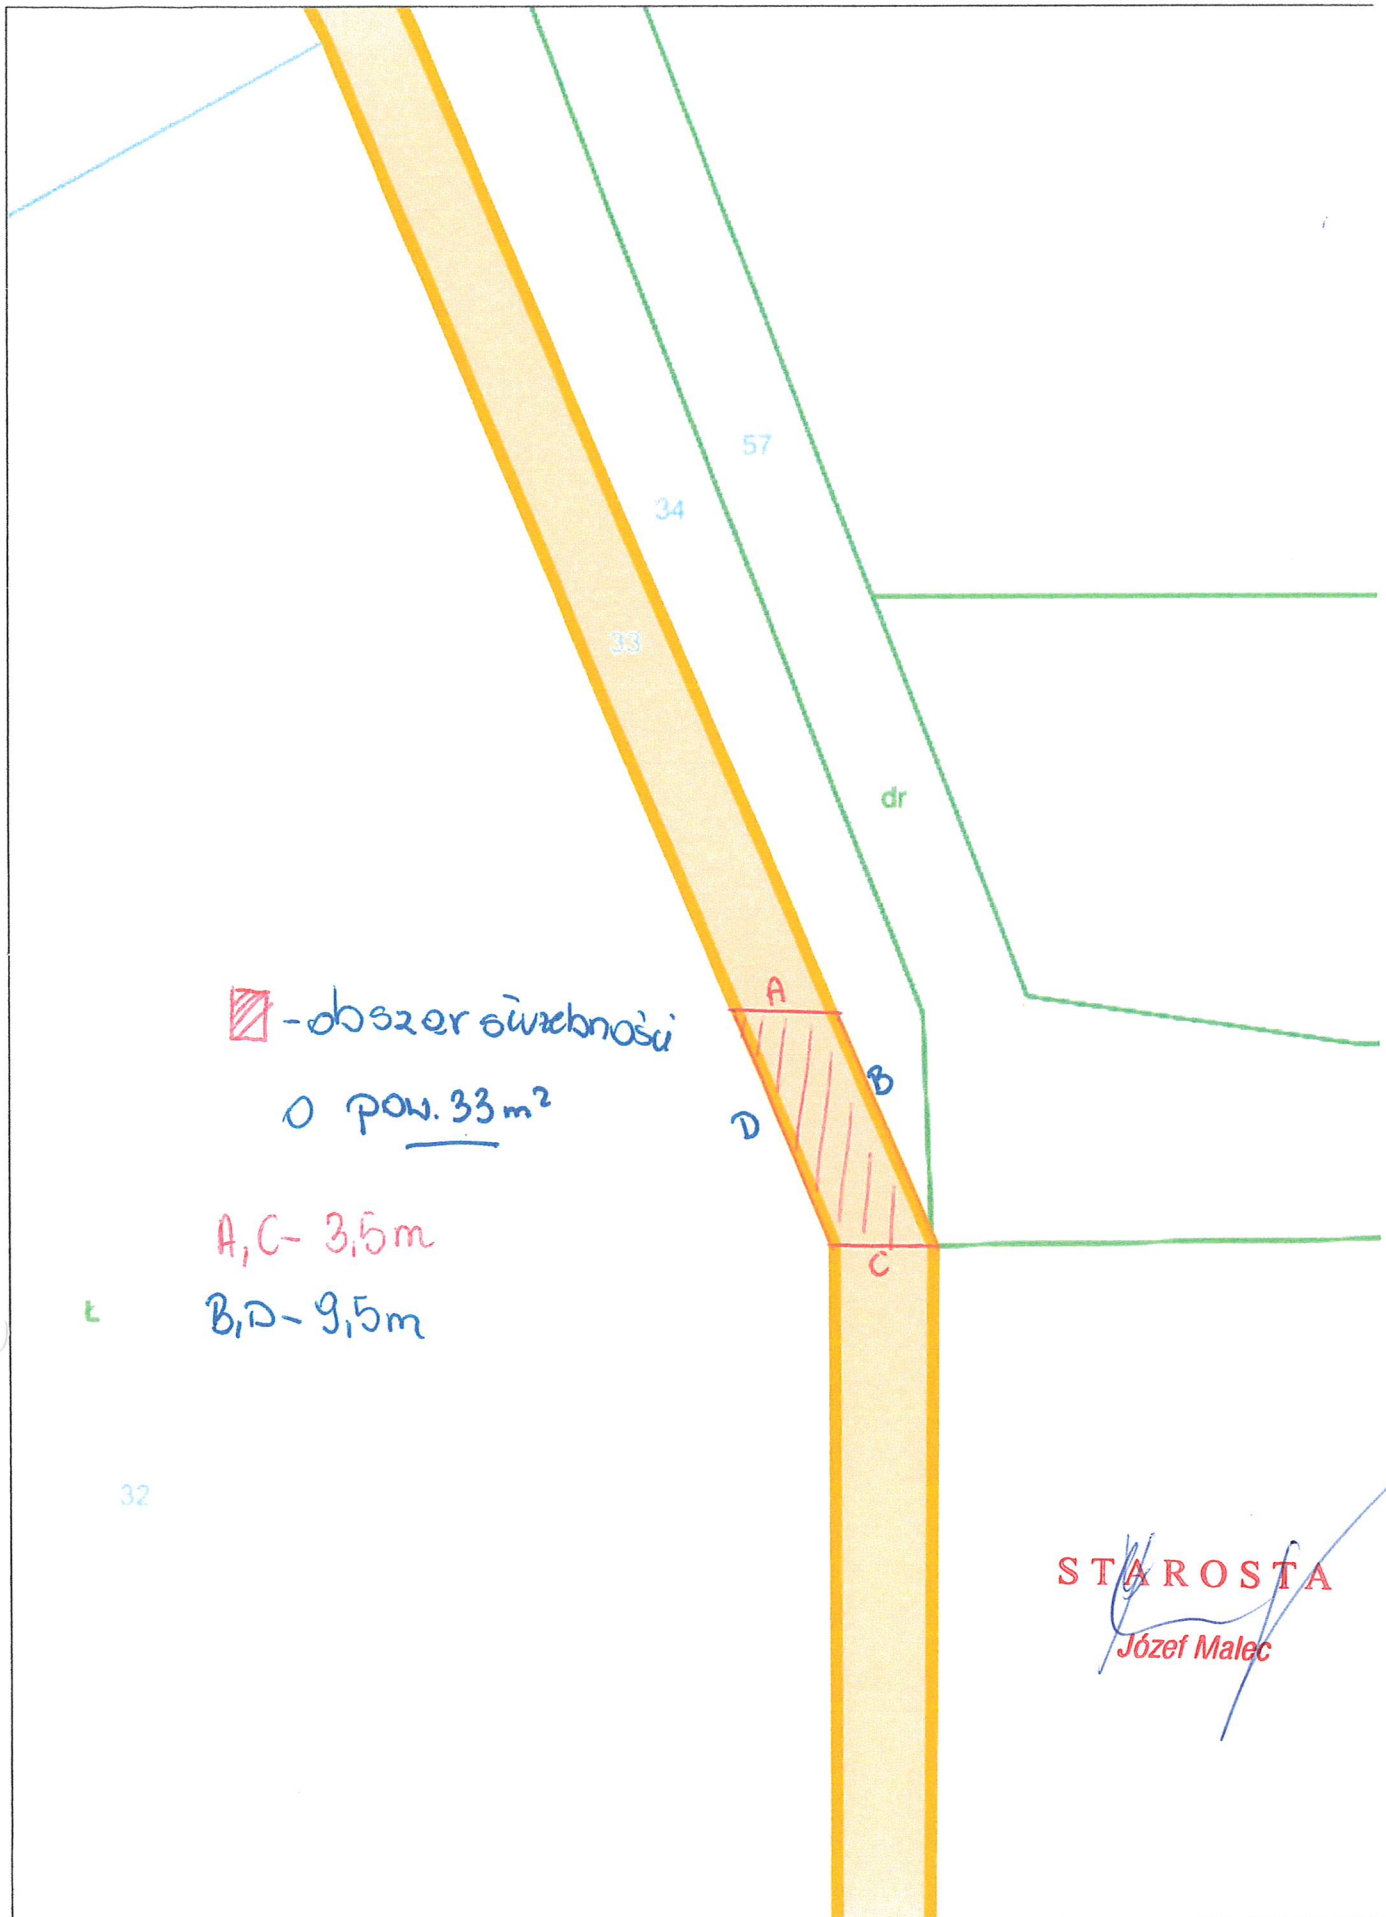 57
34
33
dr
A
- obszar służebności
B
o pow. 33 m²
D
A, C - 3,5 m
C
B, D - 9,5 m
Ł
32
STAROSTA
Józef Malec